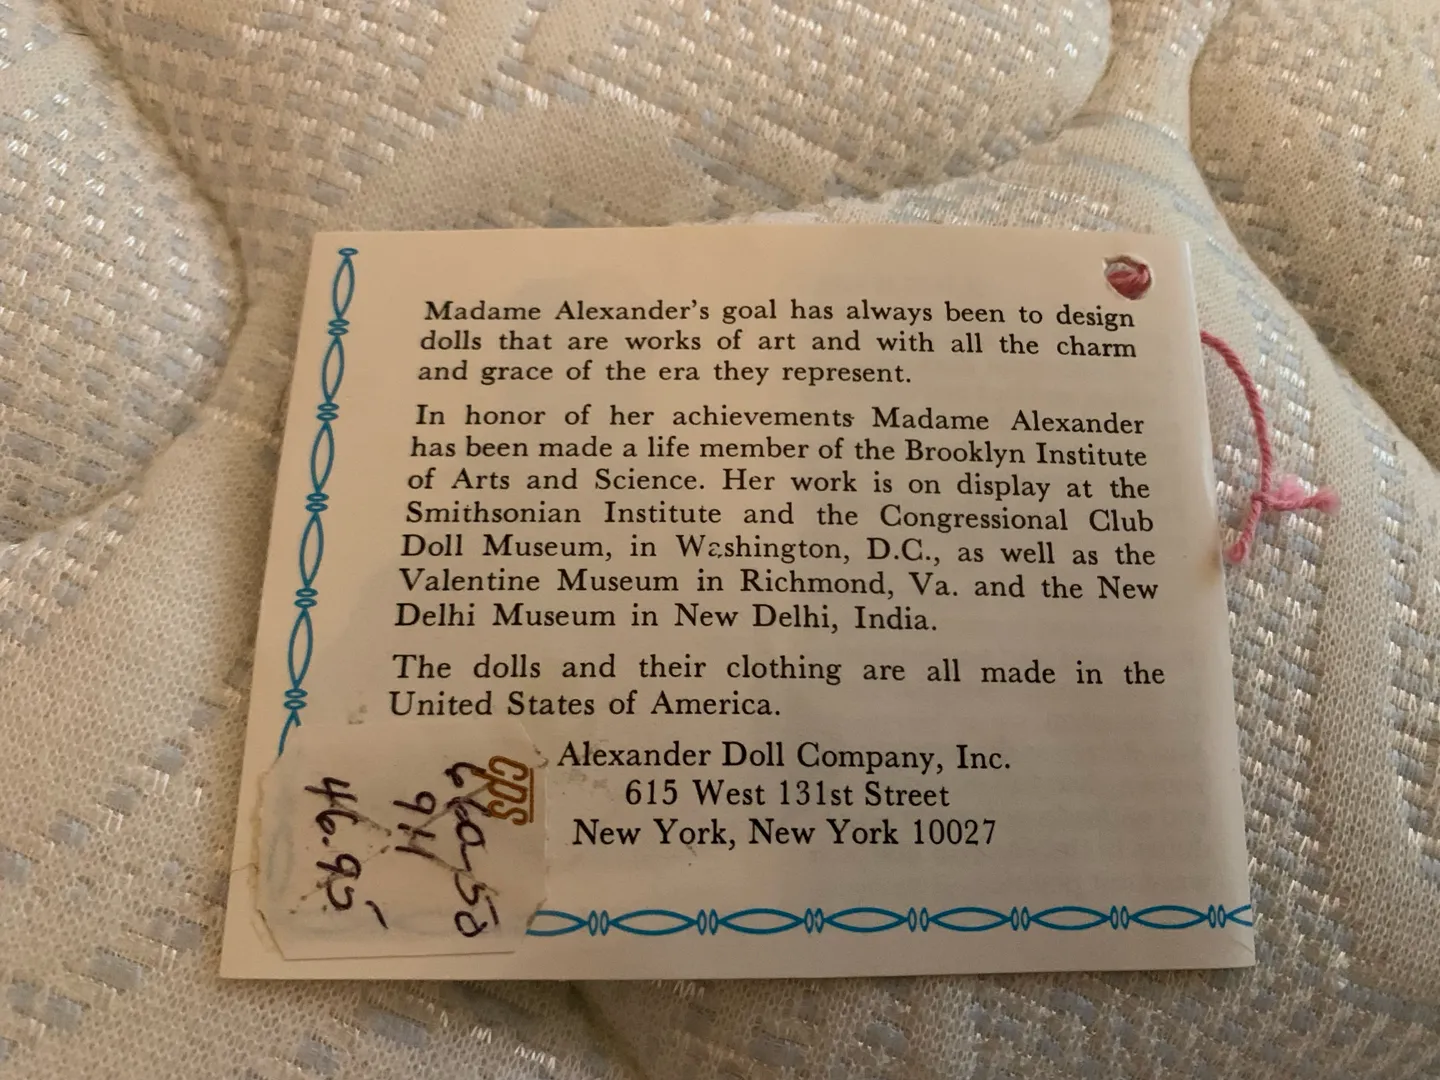 Madame Alexander's goal has always been to design
dolls that are works of art and with all the charm
and grace of the era they represent.
In honor of her achievements Madame Alexander
has been made a life member of the Brooklyn Institute
of Arts and Science. Her work is on display at the
Smithsonian Institute and the Congressional Club
Doll Museum, in Washington, D.C., as well as the
Valentine Museum in Richmond, Va. and the New
Delhi Museum in New Delhi, India.
The dolls and their clothing are all made in the
United States of America.
Alexander Doll Company, Inc.
615 West 131st Street
New York, New York 10027
cps
914
46.95